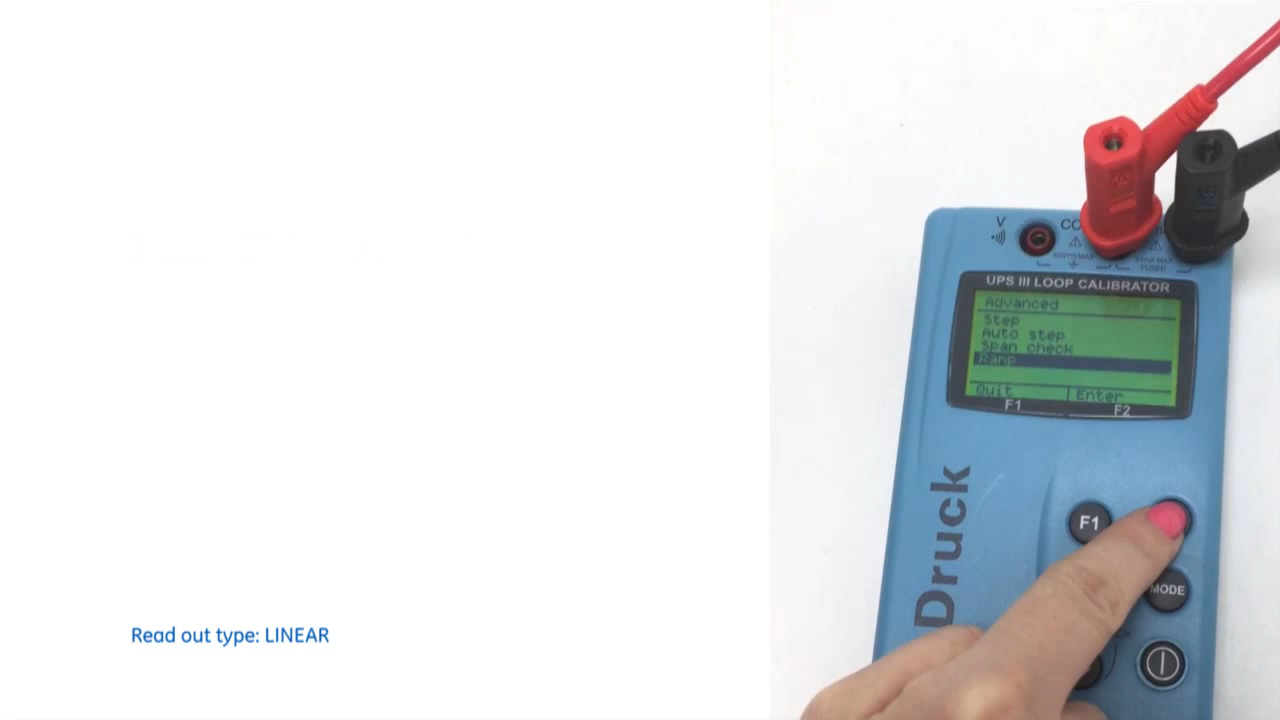 V
UPS III LOOP CALIBRATOR
Advanced
Step
Auto step
Span check
Ramp
Quit | Enter
F1 F2
Druck
F1
MODE
Read out type: LINEAR